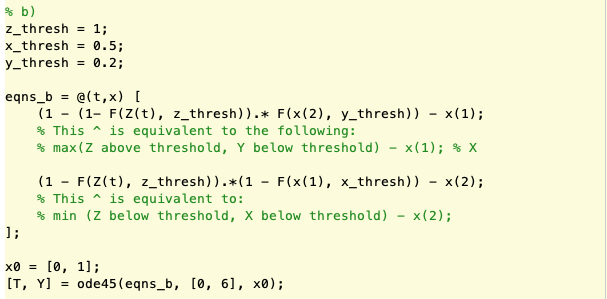 % b)
z_thresh = 1;
x_thresh = 0.5;
y_thresh = 0.2;
eqns_b = @(t,x) [
(1 - (1- F(Z(t), z_thresh)).* F(x(2), y_thresh)) - x(1);
% This ^ is equivalent to the following:
% max(Z above threshold, Y below threshold) - x(1); % X
(1 - F(Z(t), z_thresh)).*(1 - F(x(1), x_thresh)) - x(2);
% This ^ is equivalent to:
% min (Z below threshold, X below threshold) - x(2);
];
x0 = [0, 1];
[T, Y] = ode45(eqns_b, [0, 6], x0);